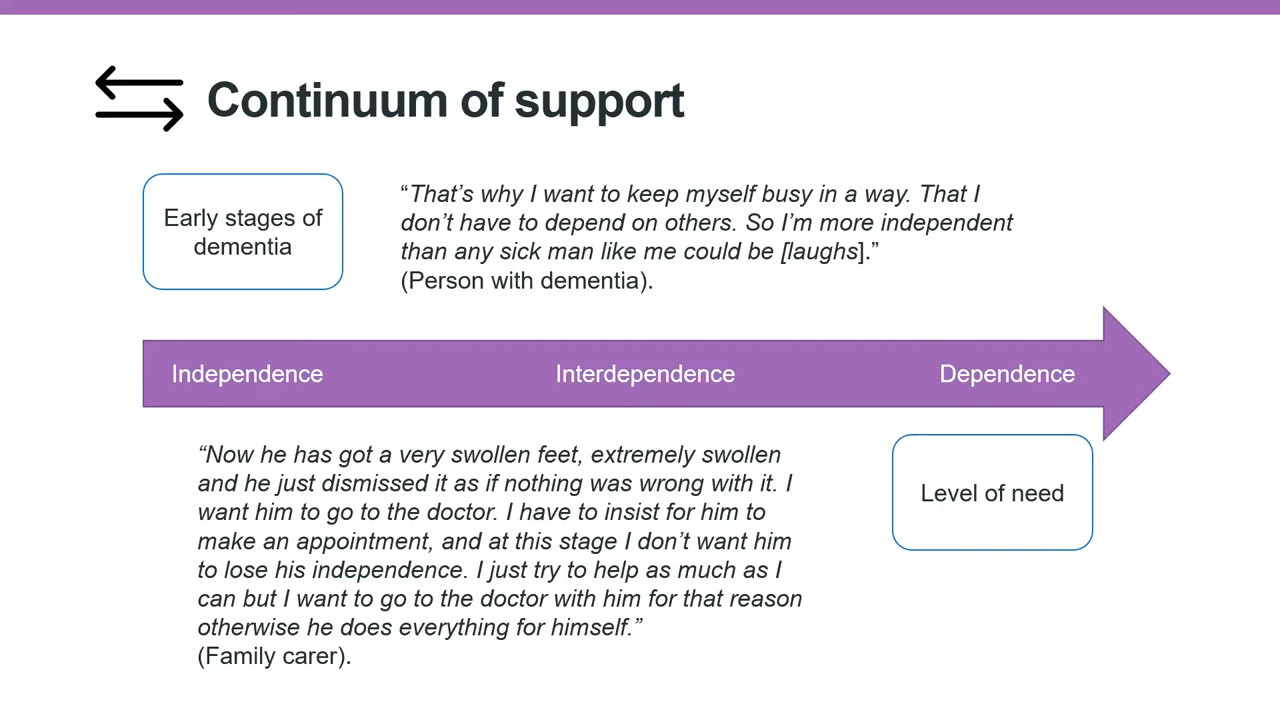 Continuum of support
Early stages of
dementia
“That’s why I want to keep myself busy in a way. That I
don’t have to depend on others. So I’m more independent
than any sick man like me could be [laughs].”
(Person with dementia).
Independence
Interdependence
Dependence
“Now he has got a very swollen feet, extremely swollen
and he just dismissed it as if nothing was wrong with it. I
want him to go to the doctor. I have to insist for him to
make an appointment, and at this stage I don’t want him
to lose his independence. I just try to help as much as I
can but I want to go to the doctor with him for that reason
otherwise he does everything for himself.”
(Family carer).
Level of need